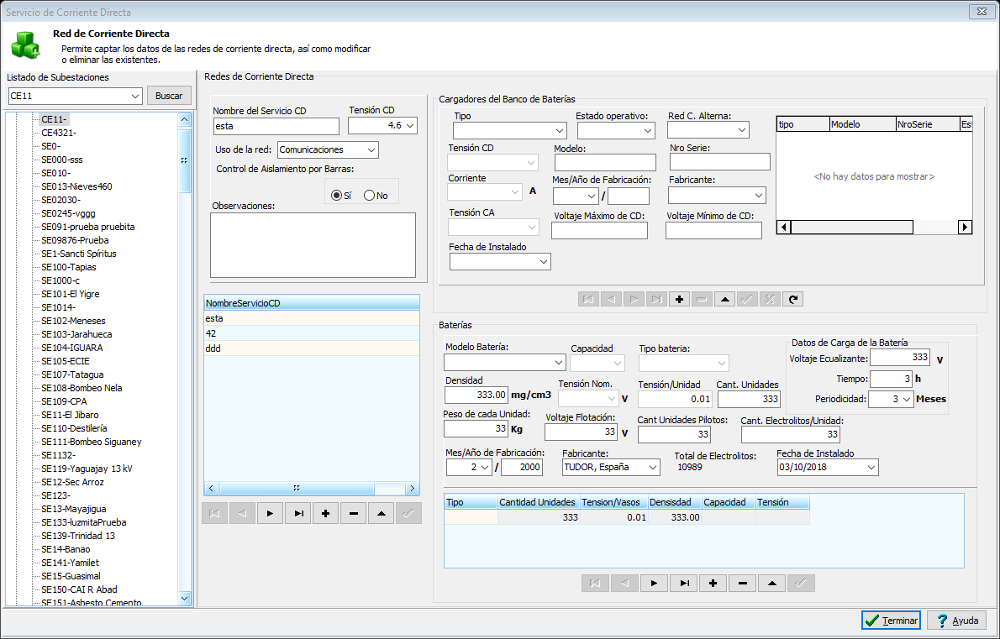 Servicio de Corriente Directa
Red de Corriente Directa
Permite captar los datos de las redes de corriente directa, así como modificar
o eliminar las existentes.
Listado de Subestaciones
CE11
Buscar
CE11-
CE4321-
SE0-
SE000-sss
SE010-
SE013-Nieves460
SE02030-
SE0245-vggg
SE091-prueba pruebita
SE09876-Prueba
SE1-Sancti Spíritus
SE100-Tapias
SE1000-c
SE101-El Yigre
SE1014-
SE102-Meneses
SE103-Jarahueca
SE104-IGUARA
SE105-ECIE
SE107-Tatagua
SE108-Bombeo Nela
SE109-CPA
SE11-El Jibaro
SE110-Destilería
SE111-Bombeo Siguaney
SE1132-
SE119-Yaguajay 13 kV
SE12-Sec Arroz
SE123-
SE13-Mayajigua
SE133-luzmitaPrueba
SE139-Trinidad 13
SE14-Banao
SE141-Yamilet
SE15-Guasimal
SE150-CAI R Abad
SE151-Asbesto Cemento
Redes de Corriente Directa
Nombre del Servicio CD
Tensión CD
esta
4.6
Uso de la red:
Comunicaciones
Control de Aislamiento por Barras:
Sí
No
Observaciones:
NombreServicioCD
esta
42
ddd
Cargadores del Banco de Baterías
Tipo
Estado operativo:
Red C. Alterna:
Tensión CD
Modelo:
Nro Serie:
Corriente
A
Mes/Año de Fabricación:
/
Fabricante:
Tensión CA
Voltaje Máximo de CD:
Voltaje Mínimo de CD:
Fecha de Instalado
tipo
Modelo
NroSerie
Est
<No hay datos para mostrar>
Baterías
Modelo Batería:
Capacidad
Tipo bateria:
Datos de Carga de la Batería
Voltaje Ecualizante:
333
V
Tiempo:
3
h
Periodicidad:
3
Meses
Densidad
333.00
mg/cm3
Tensión Nom.
V
Tensión/Unidad
0.01
Cant. Unidades
333
Peso de cada Unidad:
33
Kg
Voltaje Flotación:
33
V
Cant Unidades Pilotos:
33
Cant. Electrolitos/Unidad:
33
Mes/Año de Fabricación:
2
/
2000
Fabricante:
TUDOR, España
Total de Electrolitos:
10989
Fecha de Instalado
03/10/2018
Tipo
Cantidad Unidades
Tension/Vasos
Densisdad
Capacidad
Tensión
333
0.01
333.00
Terminar
Ayuda